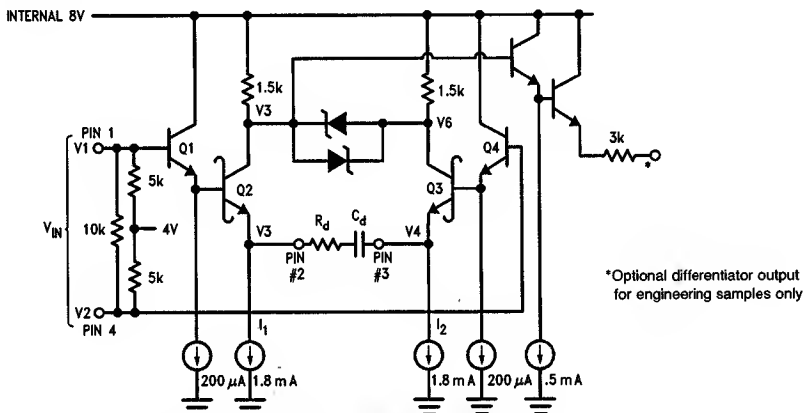 INTERNAL 8V
1.5k
1.5k
V3
V6
PIN 1
V1
Q1
Q4
3k
*
5k
Q2
Q3
VIN
10k
4V
Rd
Cd
V3
V4
5k
PIN
#2
PIN
#3
*Optional differentiator output
for engineering samples only
V2
PIN 4
I1
I2
200 μA
1.8 mA
1.8 mA
200 μA
.5 mA